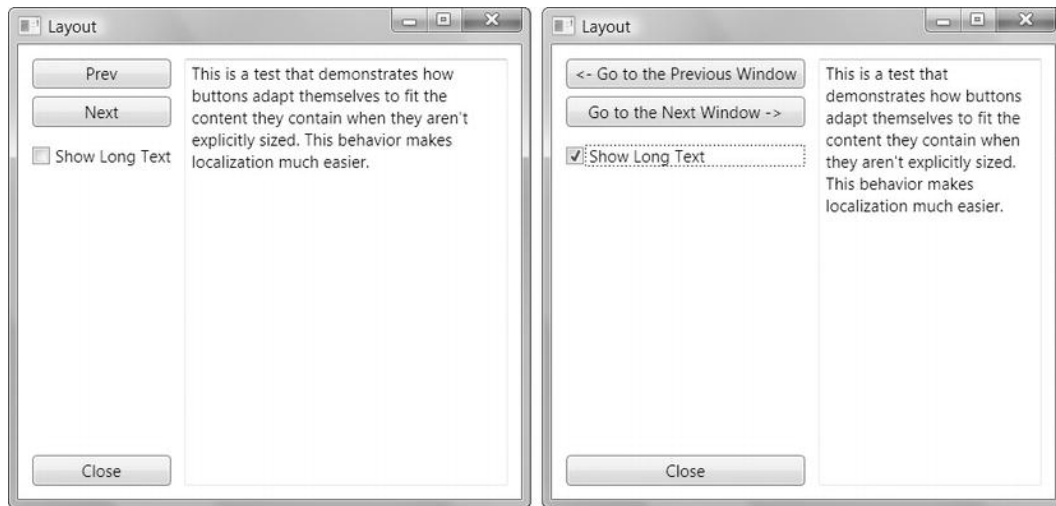 Layout
Prev
Next
Show Long Text
Close
This is a test that demonstrates how
buttons adapt themselves to fit the
content they contain when they aren't
explicitly sized. This behavior makes
localization much easier.
Layout
<- Go to the Previous Window
Go to the Next Window ->
Show Long Text
Close
This is a test that
demonstrates how buttons
adapt themselves to fit the
content they contain when
they aren't explicitly sized.
This behavior makes
localization much easier.